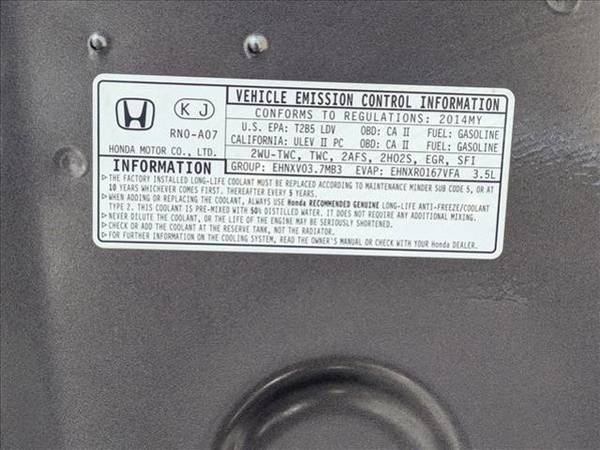 K J
RN0-A07
HONDA MOTOR CO., LTD.
VEHICLE EMISSION CONTROL INFORMATION
CONFORMS TO REGULATIONS: 2014MY
U.S. EPA: T2B5 LDV OBD: CA II FUEL: GASOLINE
CALIFORNIA: ULEV II PC OBD: CA II FUEL: GASOLINE
2WU-TWC, TWC, 2AFS, 2HO2S, EGR, SFI
GROUP: EHNXV03.7MB3 EVAP: EHNXR0167VFA 3.5L
INFORMATION
▷THE FACTORY INSTALLED LONG-LIFE COOLANT MUST BE REPLACED ACCORDING TO MAINTENANCE MINDER SUB CODE 5, OR AT
10 YEARS WHICHEVER COMES FIRST. THEREAFTER EVERY 5 YEARS.
▷WHEN ADDING OR REPLACING THE COOLANT, ALWAYS USE Honda RECOMMENDED GENUINE LONG-LIFE ANTI-FREEZE/COOLANT
TYPE 2. THIS COOLANT IS PRE-MIXED WITH 50% DISTILLED WATER. IT DOES NOT REQUIRE ANY ADDITIONAL MIXING.
▷NEVER DILUTE THE COOLANT, OR THE LIFE OF THE ENGINE MAY BE SERIOUSLY SHORTENED.
▷CHECK OR ADD THE COOLANT AT THE RESERVE TANK, NOT THE RADIATOR.
▷FOR FURTHER INFORMATION ON THE COOLING SYSTEM, READ THE OWNER'S MANUAL OR CHECK WITH YOUR Honda DEALER.